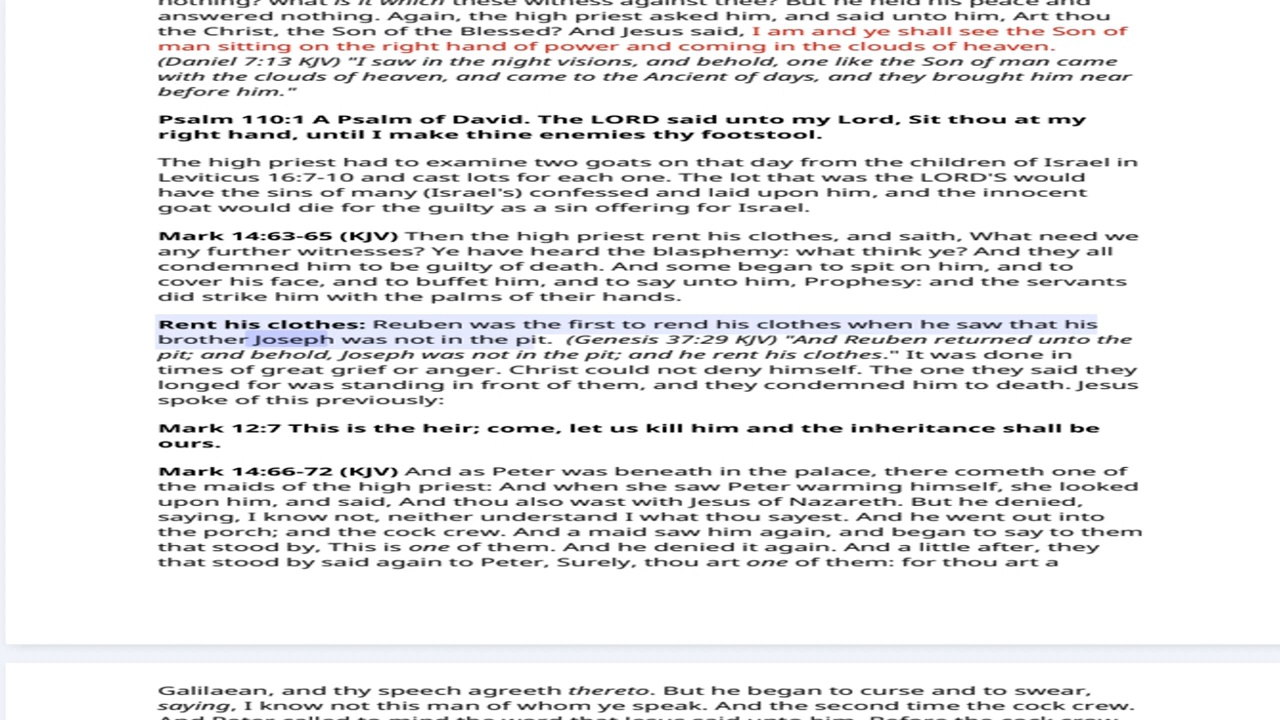 nothing? what is it which these witness against thee? But he held his peace and
answered nothing. Again, the high priest asked him, and said unto him, Art thou
the Christ, the Son of the Blessed? And Jesus said, I am and ye shall see the Son of
man sitting on the right hand of power and coming in the clouds of heaven.
(Daniel 7:13 KJV) "I saw in the night visions, and behold, one like the Son of man came
with the clouds of heaven, and came to the Ancient of days, and they brought him near
before him."
Psalm 110:1 A Psalm of David. The LORD said unto my Lord, Sit thou at my
right hand, until I make thine enemies thy footstool.
The high priest had to examine two goats on that day from the children of Israel in
Leviticus 16:7-10 and cast lots for each one. The lot that was the LORD'S would
have the sins of many (Israel's) confessed and laid upon him, and the innocent
goat would die for the guilty as a sin offering for Israel.
Mark 14:63-65 (KJV) Then the high priest rent his clothes, and saith, What need we
any further witnesses? Ye have heard the blasphemy: what think ye? And they all
condemned him to be guilty of death. And some began to spit on him, and to
cover his face, and to buffet him, and to say unto him, Prophesy: and the servants
did strike him with the palms of their hands.
Rent his clothes: Reuben was the first to rend his clothes when he saw that his
brother Joseph was not in the pit. (Genesis 37:29 KJV) "And Reuben returned unto the
pit; and behold, Joseph was not in the pit; and he rent his clothes." It was done in
times of great grief or anger. Christ could not deny himself. The one they said they
longed for was standing in front of them, and they condemned him to death. Jesus
spoke of this previously:
Mark 12:7 This is the heir; come, let us kill him and the inheritance shall be
ours.
Mark 14:66-72 (KJV) And as Peter was beneath in the palace, there cometh one of
the maids of the high priest: And when she saw Peter warming himself, she looked
upon him, and said, And thou also wast with Jesus of Nazareth. But he denied,
saying, I know not, neither understand I what thou sayest. And he went out into
the porch; and the cock crew. And a maid saw him again, and began to say to them
that stood by, This is one of them. And he denied it again. And a little after, they
that stood by said again to Peter, Surely, thou art one of them: for thou art a
Galilaean, and thy speech agreeth thereto. But he began to curse and to swear,
saying, I know not this man of whom ye speak. And the second time the cock crew.
And Peter called to mind the word that Jesus said unto him, Before the cock crow